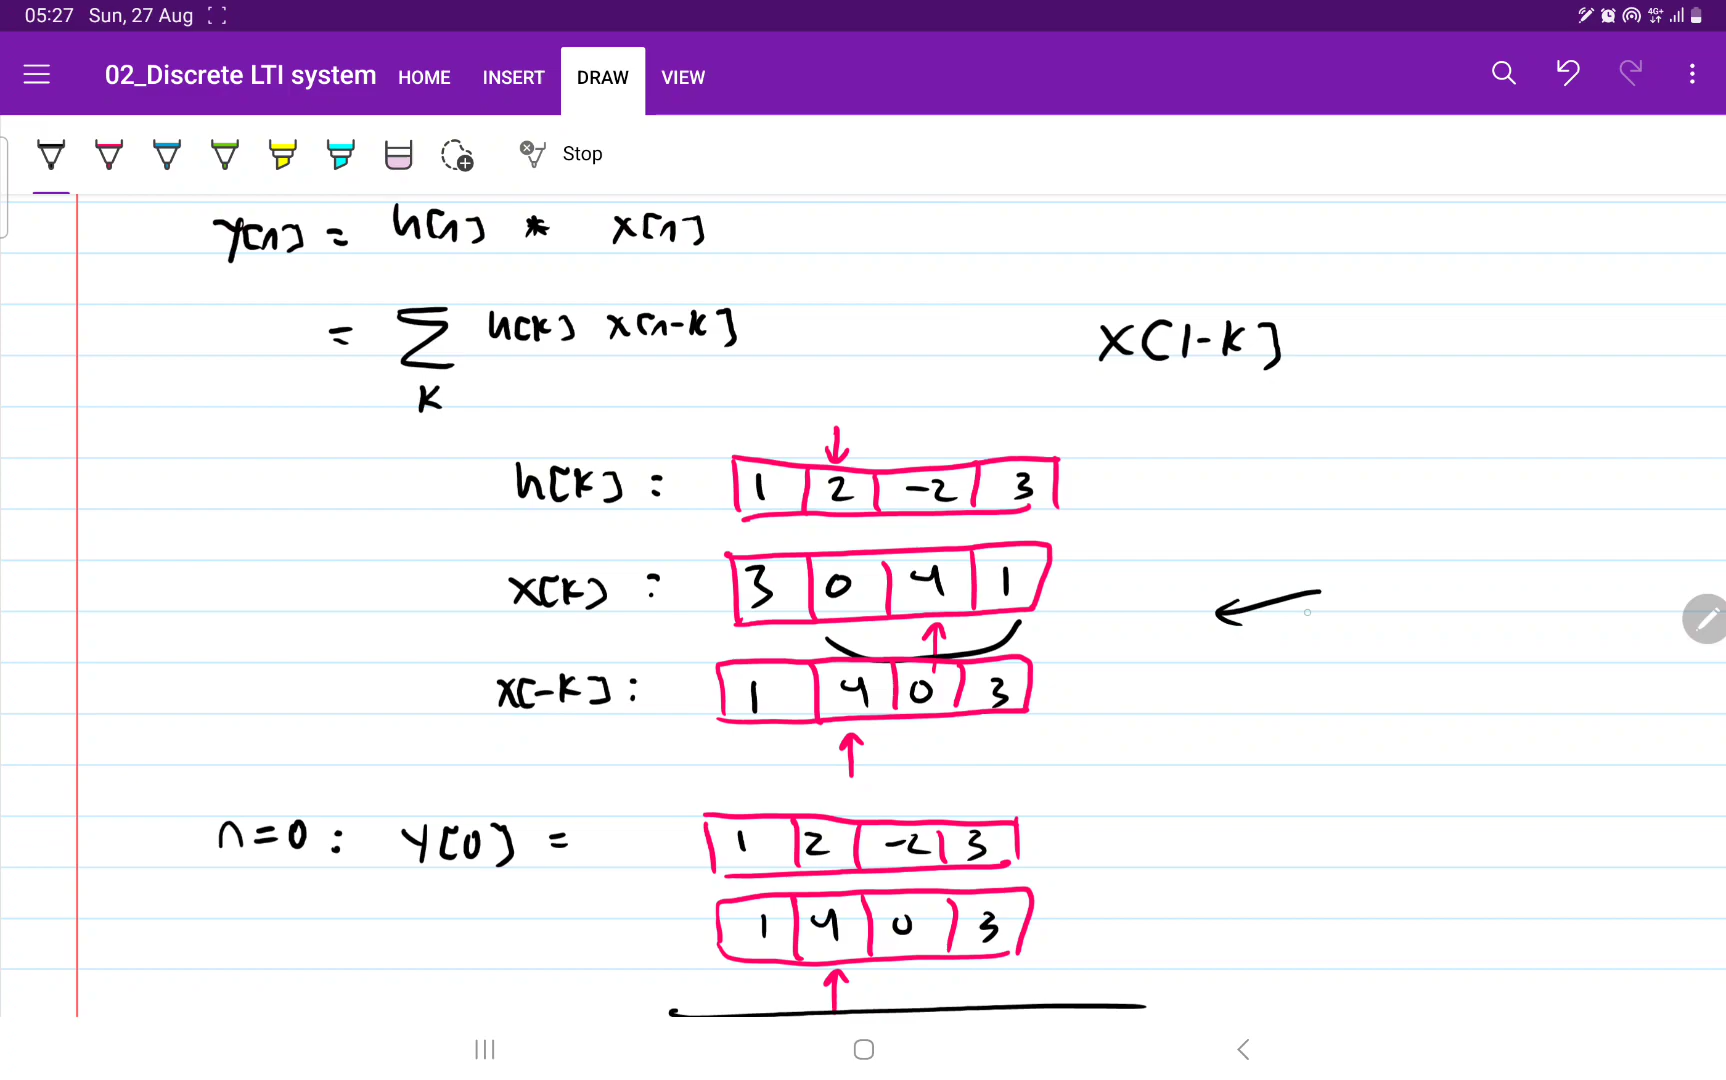 05:27 Sun, 27 Aug 4G+
02_Discrete LTI system HOME INSERT DRAW VIEW
Stop
y[n] = h[n] * x[n]
= ∑ h[k] x[n-k] x[1-k]
k
h[k] : 1 2 -2 3
x[k] : 3 0 4 1
x[-k] : 1 4 0 3
n=0 : y[0] = 1 2 -2 3
1 4 0 3